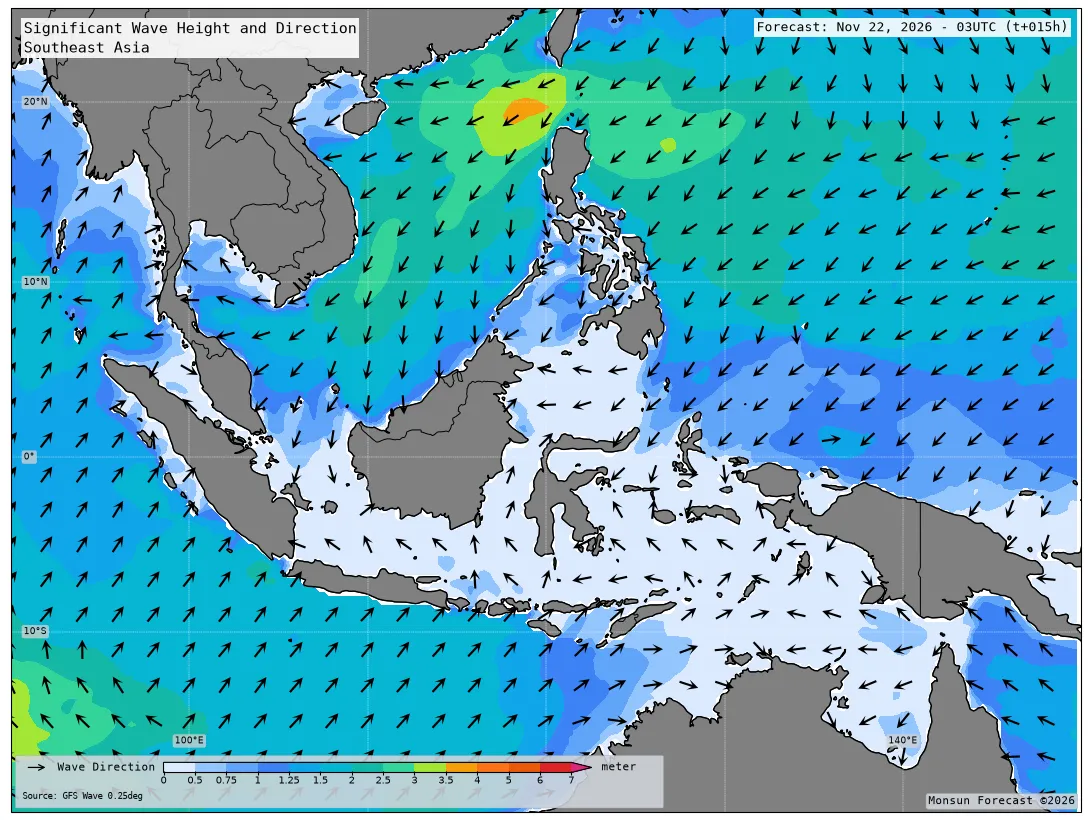 Significant Wave Height and Direction
Southeast Asia
Forecast: Nov 22, 2026 - 03UTC (t+015h)
20°N
10°N
0°
10°S
100°E
140°E
Wave Direction
meter
0 0.5 0.75 1 1.25 1.5 2 2.5 3 3.5 4 5 6 7
Source: GFS Wave 0.25deg
Monsun Forecast ©2026